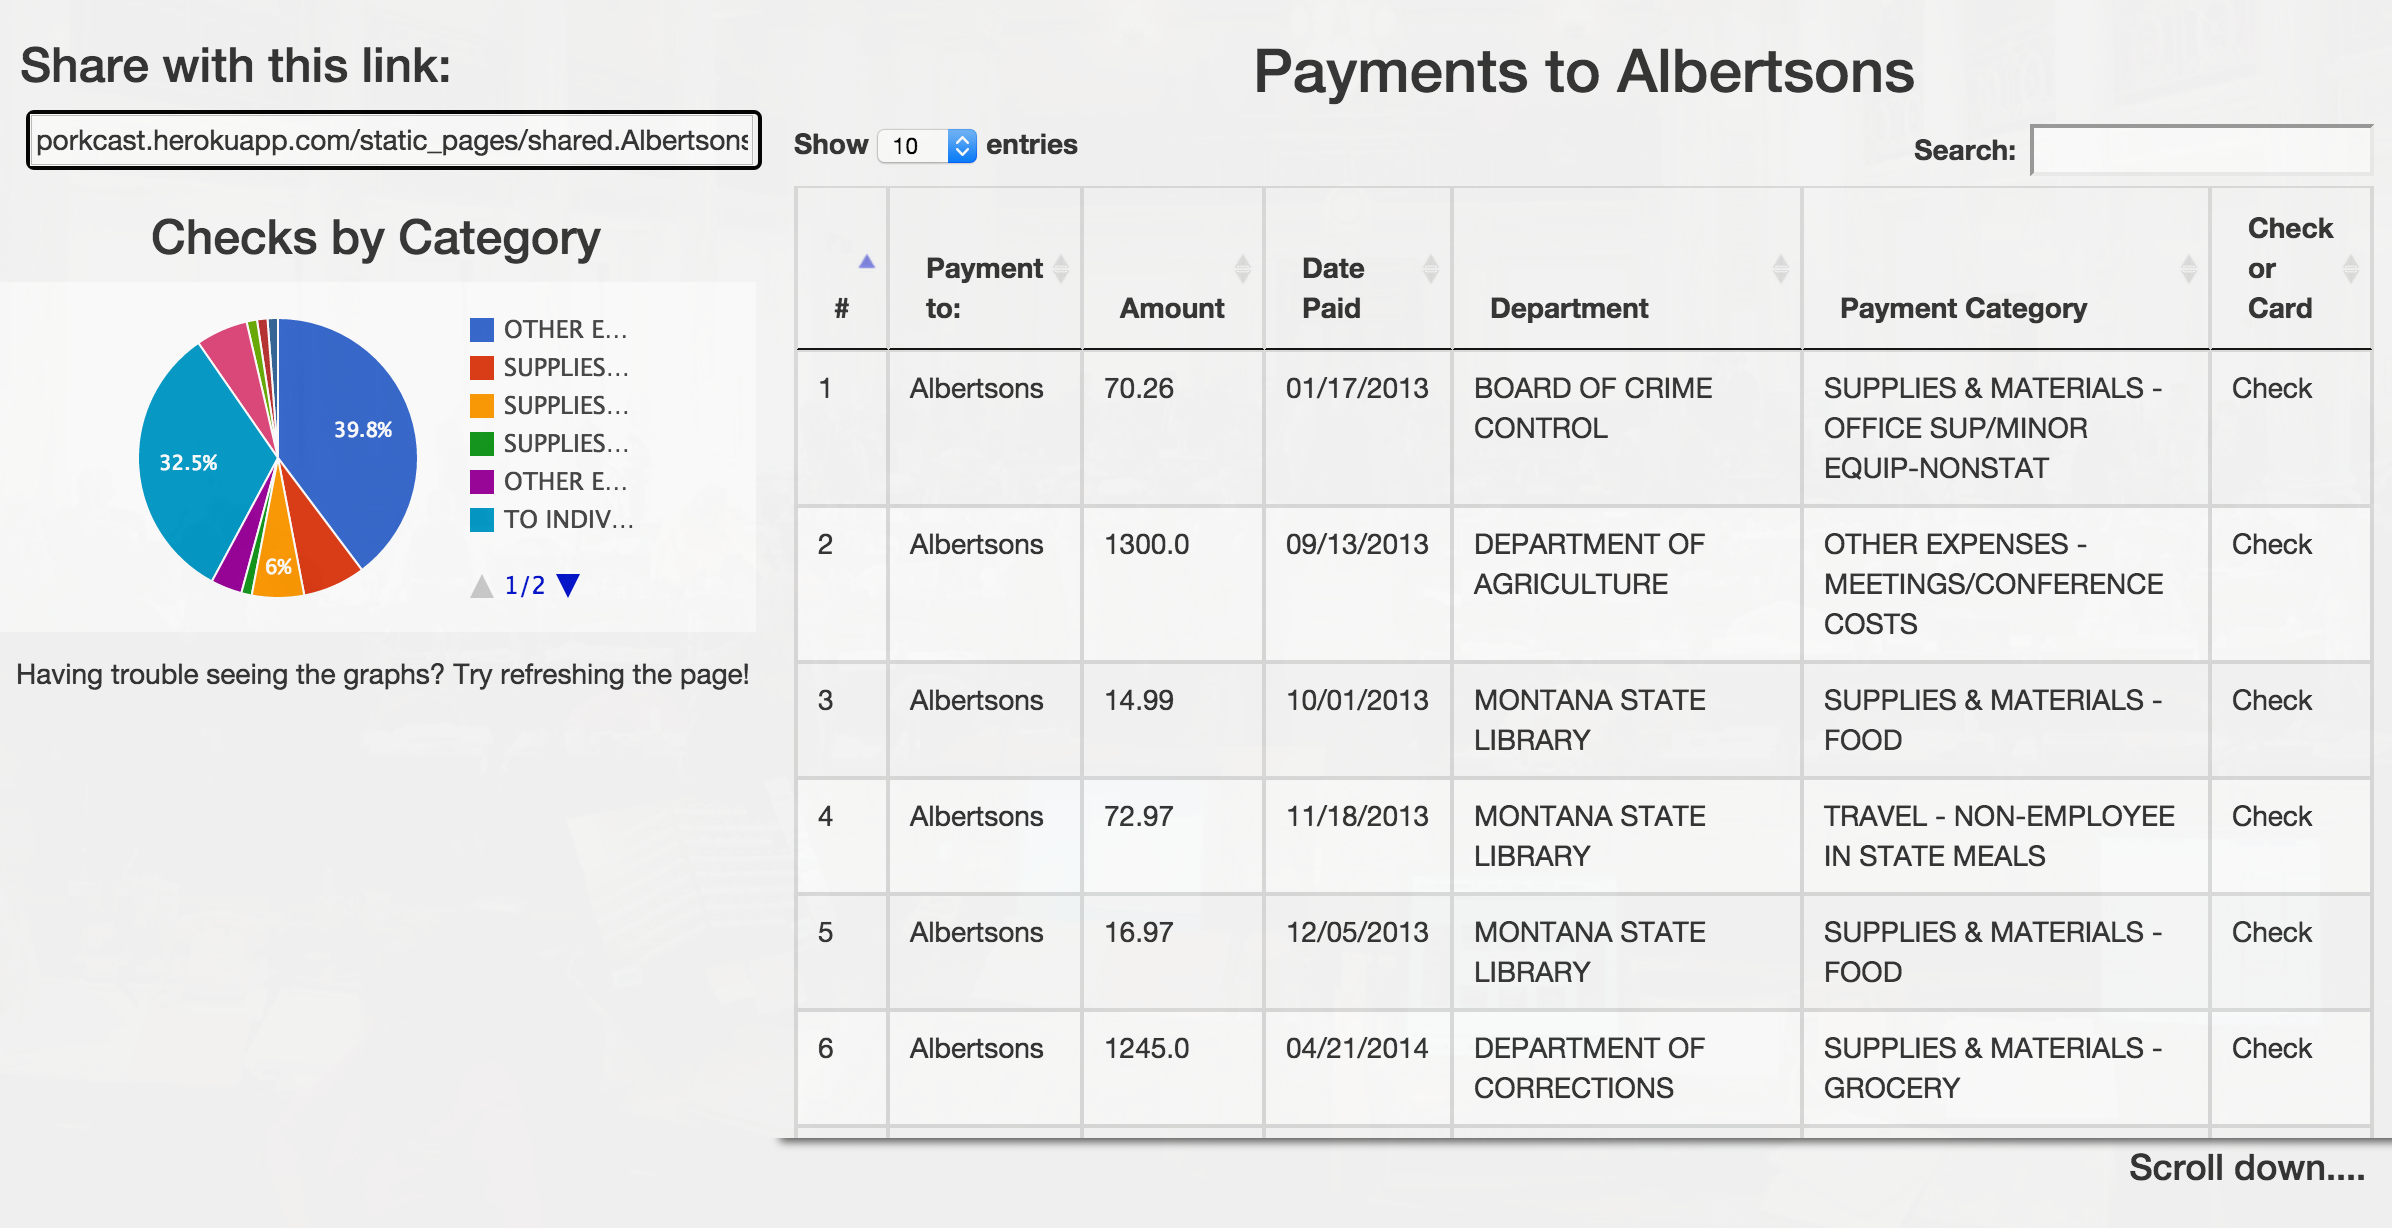 Share with this link:
porkcast.herokuapp.com/static_pages/shared.Albertsons
Checks by Category
39.8%
32.5%
6%
OTHER E...
SUPPLIES...
SUPPLIES...
SUPPLIES...
OTHER E...
TO INDIV...
1/2
Having trouble seeing the graphs? Try refreshing the page!
Payments to Albertsons
Show 10 entries
Search:
# Payment to: Amount Date Paid Department Payment Category Check or Card
1 Albertsons 70.26 01/17/2013 BOARD OF CRIME CONTROL SUPPLIES & MATERIALS - OFFICE SUP/MINOR EQUIP-NONSTAT Check
2 Albertsons 1300.0 09/13/2013 DEPARTMENT OF AGRICULTURE OTHER EXPENSES - MEETINGS/CONFERENCE COSTS Check
3 Albertsons 14.99 10/01/2013 MONTANA STATE LIBRARY SUPPLIES & MATERIALS - FOOD Check
4 Albertsons 72.97 11/18/2013 MONTANA STATE LIBRARY TRAVEL - NON-EMPLOYEE IN STATE MEALS Check
5 Albertsons 16.97 12/05/2013 MONTANA STATE LIBRARY SUPPLIES & MATERIALS - FOOD Check
6 Albertsons 1245.0 04/21/2014 DEPARTMENT OF CORRECTIONS SUPPLIES & MATERIALS - GROCERY Check
Scroll down....